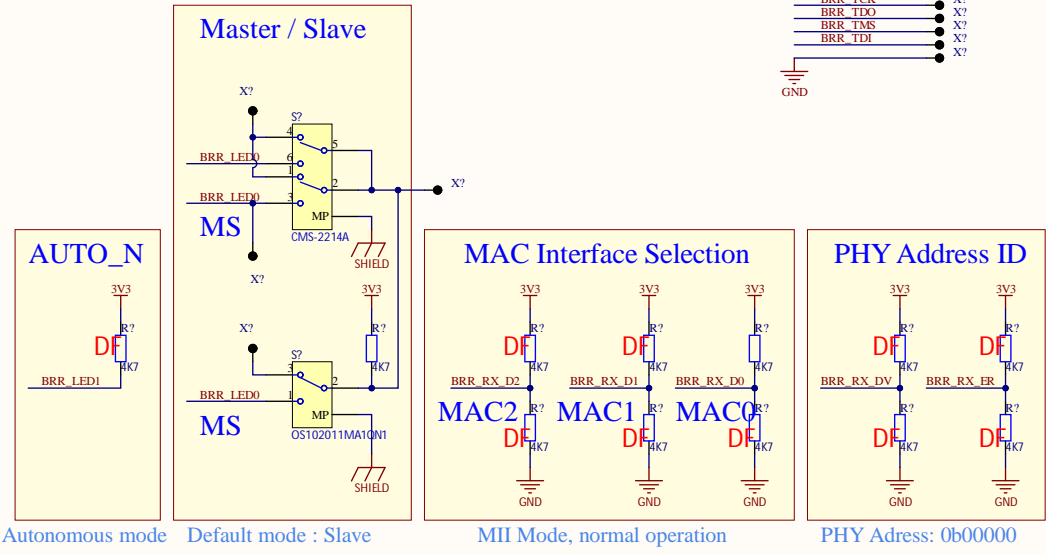 BRR_TCK
X?
BRR_TDO
X?
BRR_TMS
X?
BRR_TDI
X?
X?
GND
Master / Slave
X?
S?
4
5
BRR_LED0
6
1
2
BRR_LED0
3
X?
MS
MP
CMS-2214A
SHIELD
X?
3V3
X?
R?
4K7
S?
3
2
BRR_LED0
1
MS
MP
OS102011MA1QN1
SHIELD
AUTO_N
3V3
R?
DF
4K7
BRR_LED1
MAC Interface Selection
3V3
3V3
3V3
R?
R?
R?
DF
DF
4K7
4K7
4K7
BRR_RX_D2
BRR_RX_D1
BRR_RX_D0
MAC2
MAC1
MAC0
R?
R?
R?
DF
DF
DF
4K7
4K7
4K7
GND
GND
GND
PHY Address ID
3V3
3V3
R?
R?
DF
DF
4K7
4K7
BRR_RX_DV
BRR_RX_ER
R?
R?
DF
DF
4K7
4K7
GND
GND
Autonomous mode
Default mode : Slave
MII Mode, normal operation
PHY Adress: 0b00000